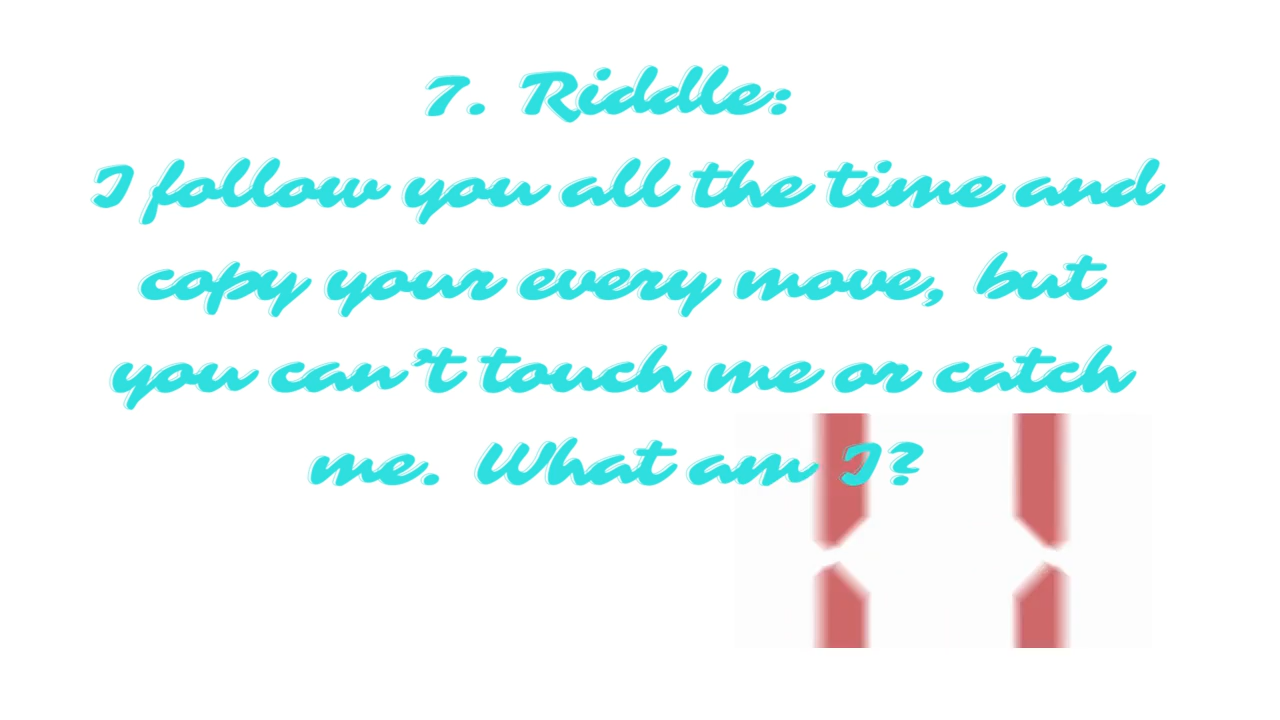 7. Riddle:
I follow you all the time and
copy your every move, but
you can’t touch me or catch
me. What am I?